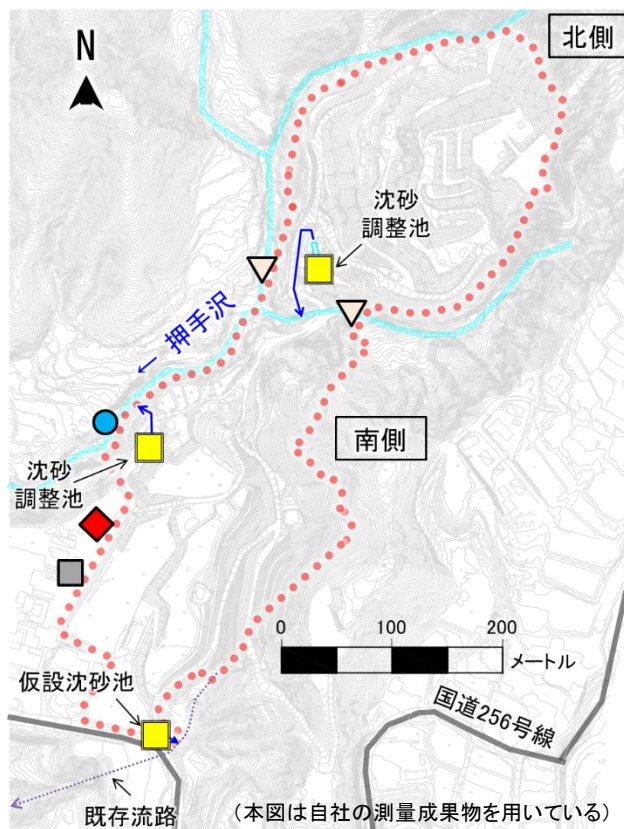 北側
N
沈砂
調整池
← 押手沢
南側
沈砂
調整池
0 100 200
メートル
仮設沈砂池
国道256号線
既存流路
(本図は自社の測量成果物を用いている)